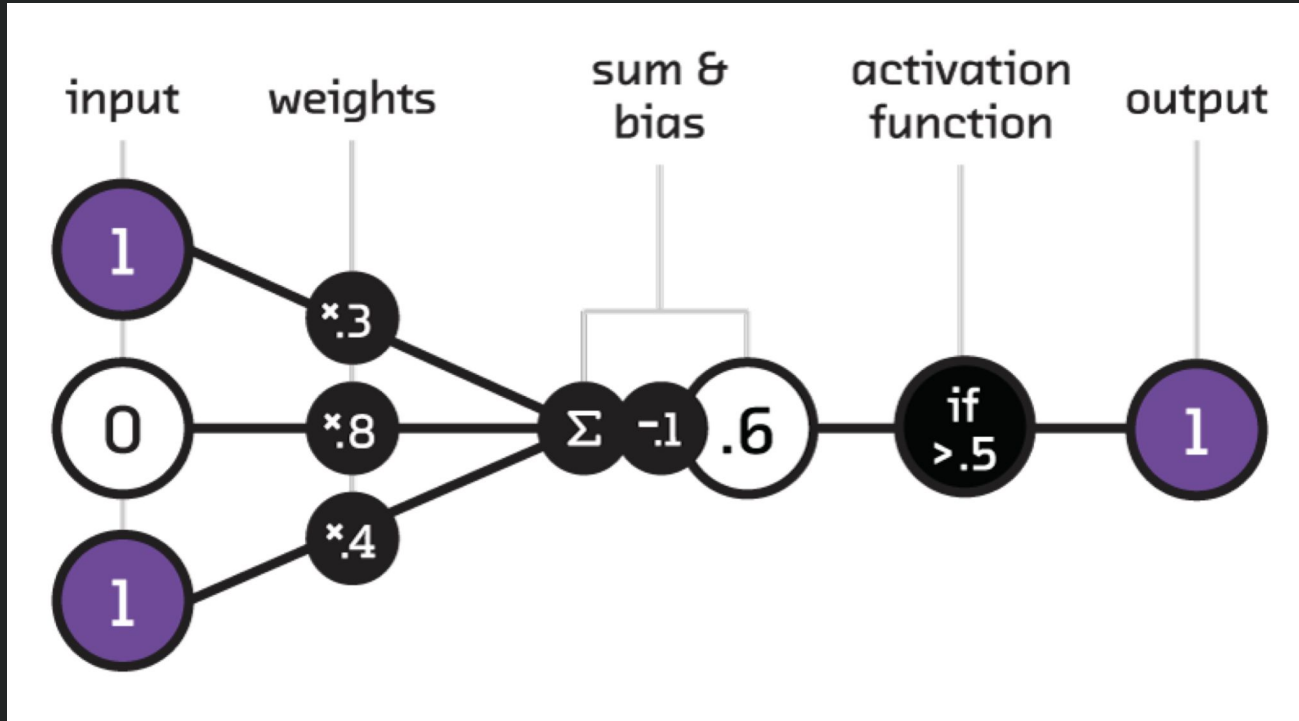 input
weights
sum &
bias
activation
function
output
1
×.3
0
×.8
Σ
-.1
.6
if
>.5
1
×.4
1